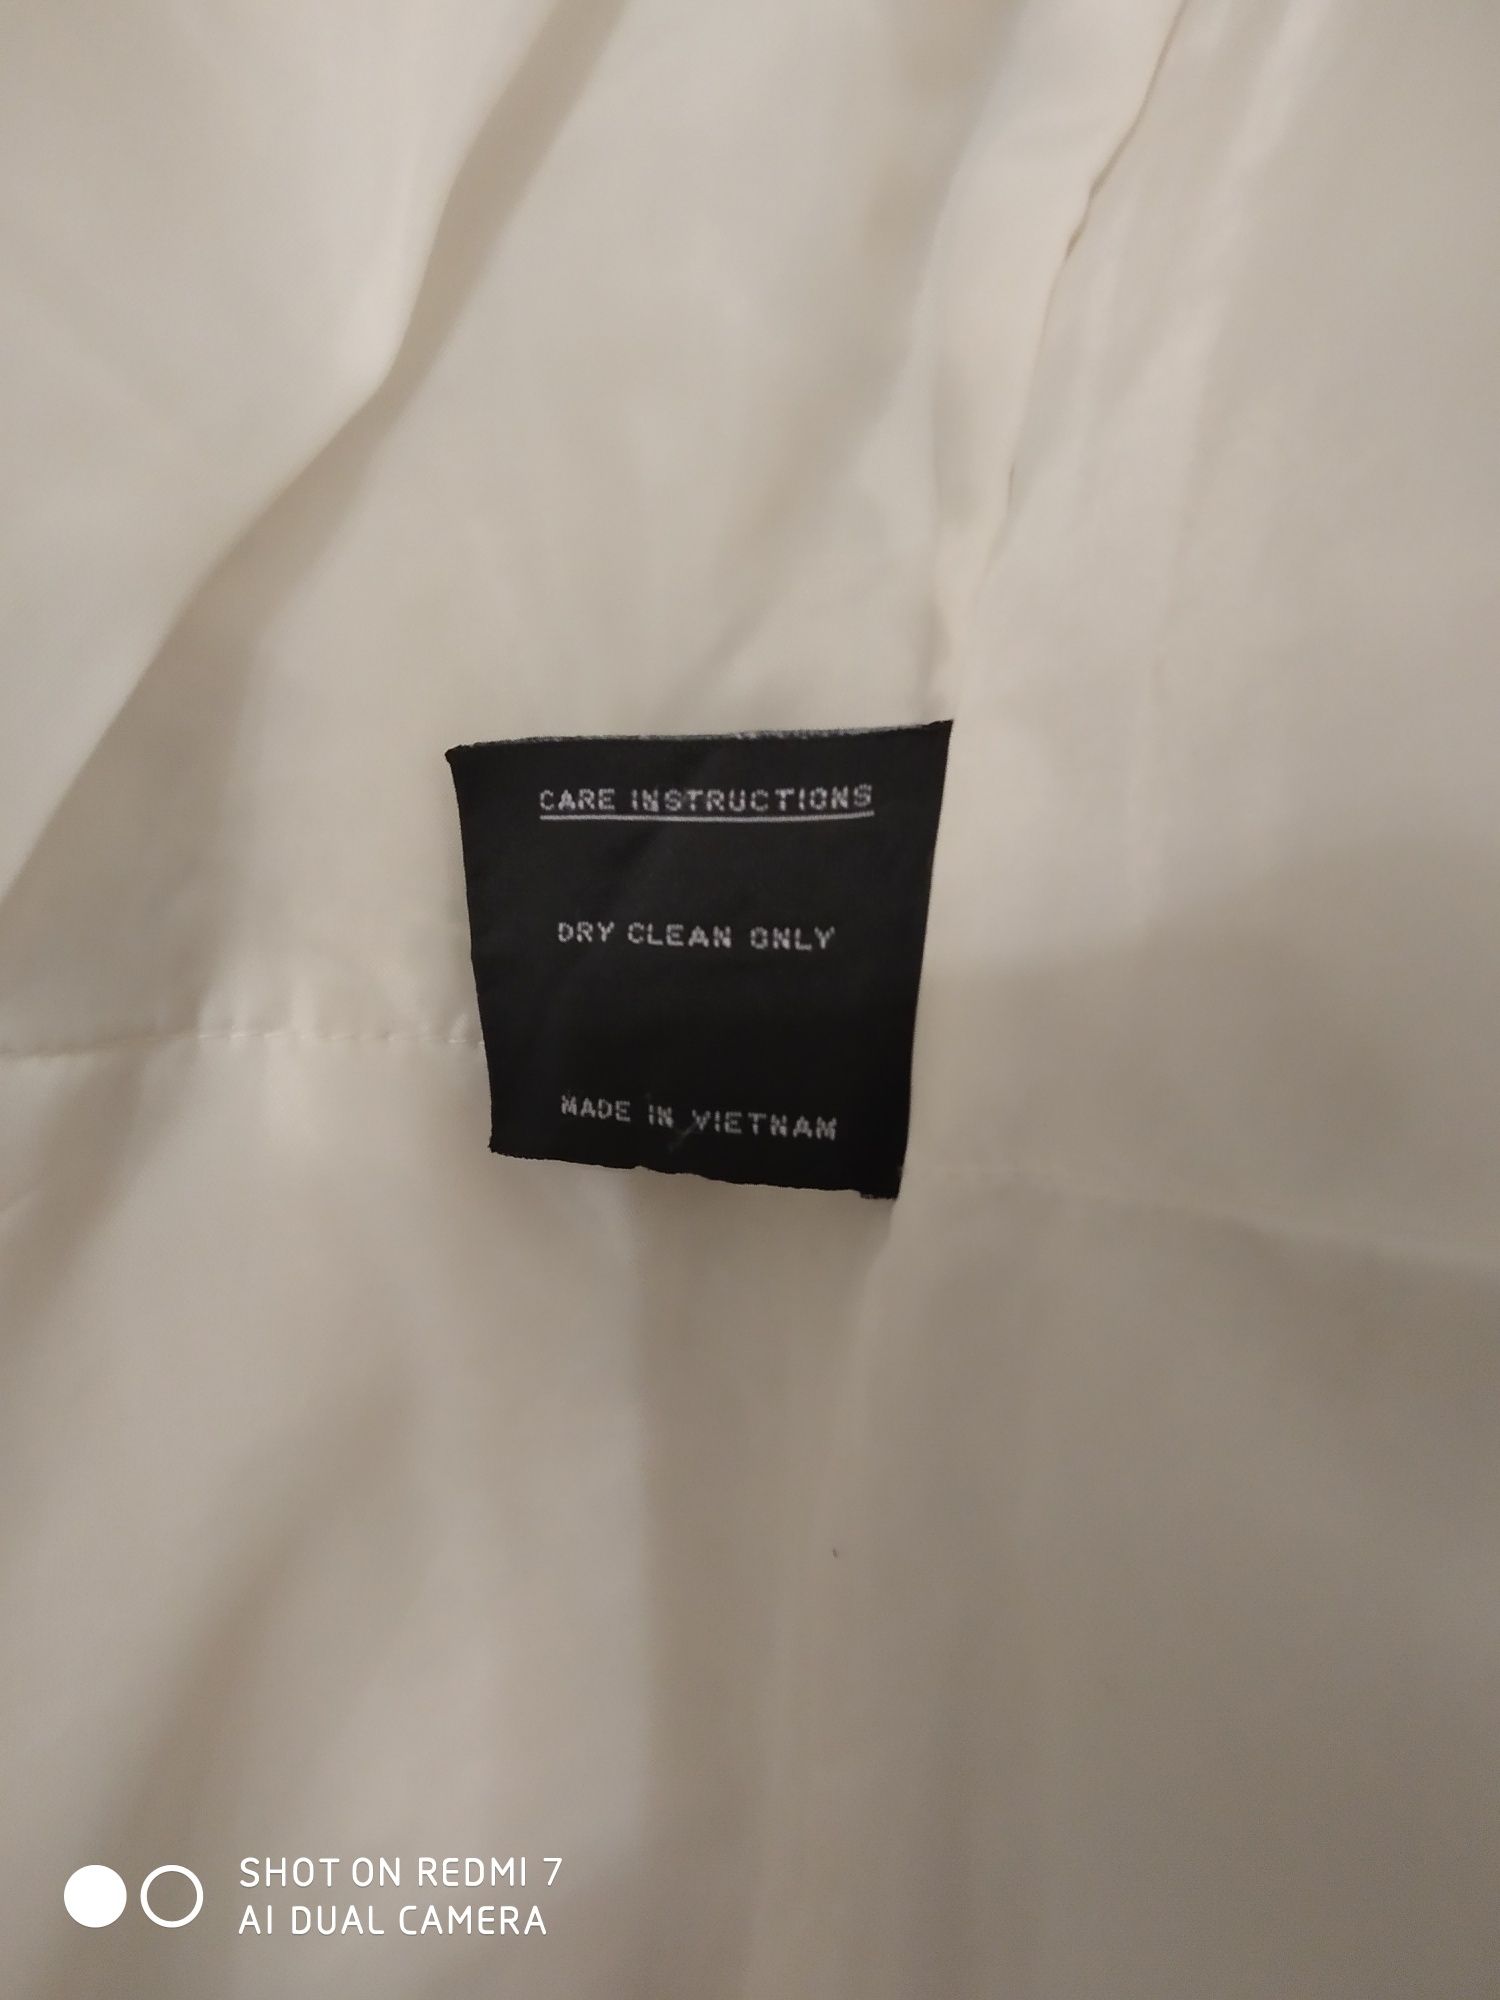 CARE INSTRUCTIONS
DRY CLEAN ONLY
MADE IN VIETNAM
SHOT ON REDMI 7
AI DUAL CAMERA